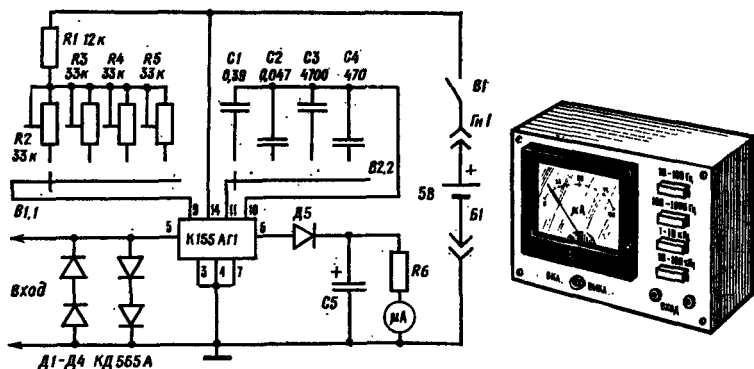 R1 12к
R3
33к
R4
33к
R5
33к
R2
33к
C1
0,39
C2
0,047
C3
4700
C4
470
В1
Гн1
5В
Б1
+
В1,1
В2,2
9
14
11
10
5
К155АГ1
6
3
4
7
Д5
+
C5
R6
μА
Вход
Д1-Д4 КД565А
10-100 Гц
100-1000Гц
1-10 кГц
10-100 кГц
μА
ВКЛ.
ВЫКЛ.
ВХОД